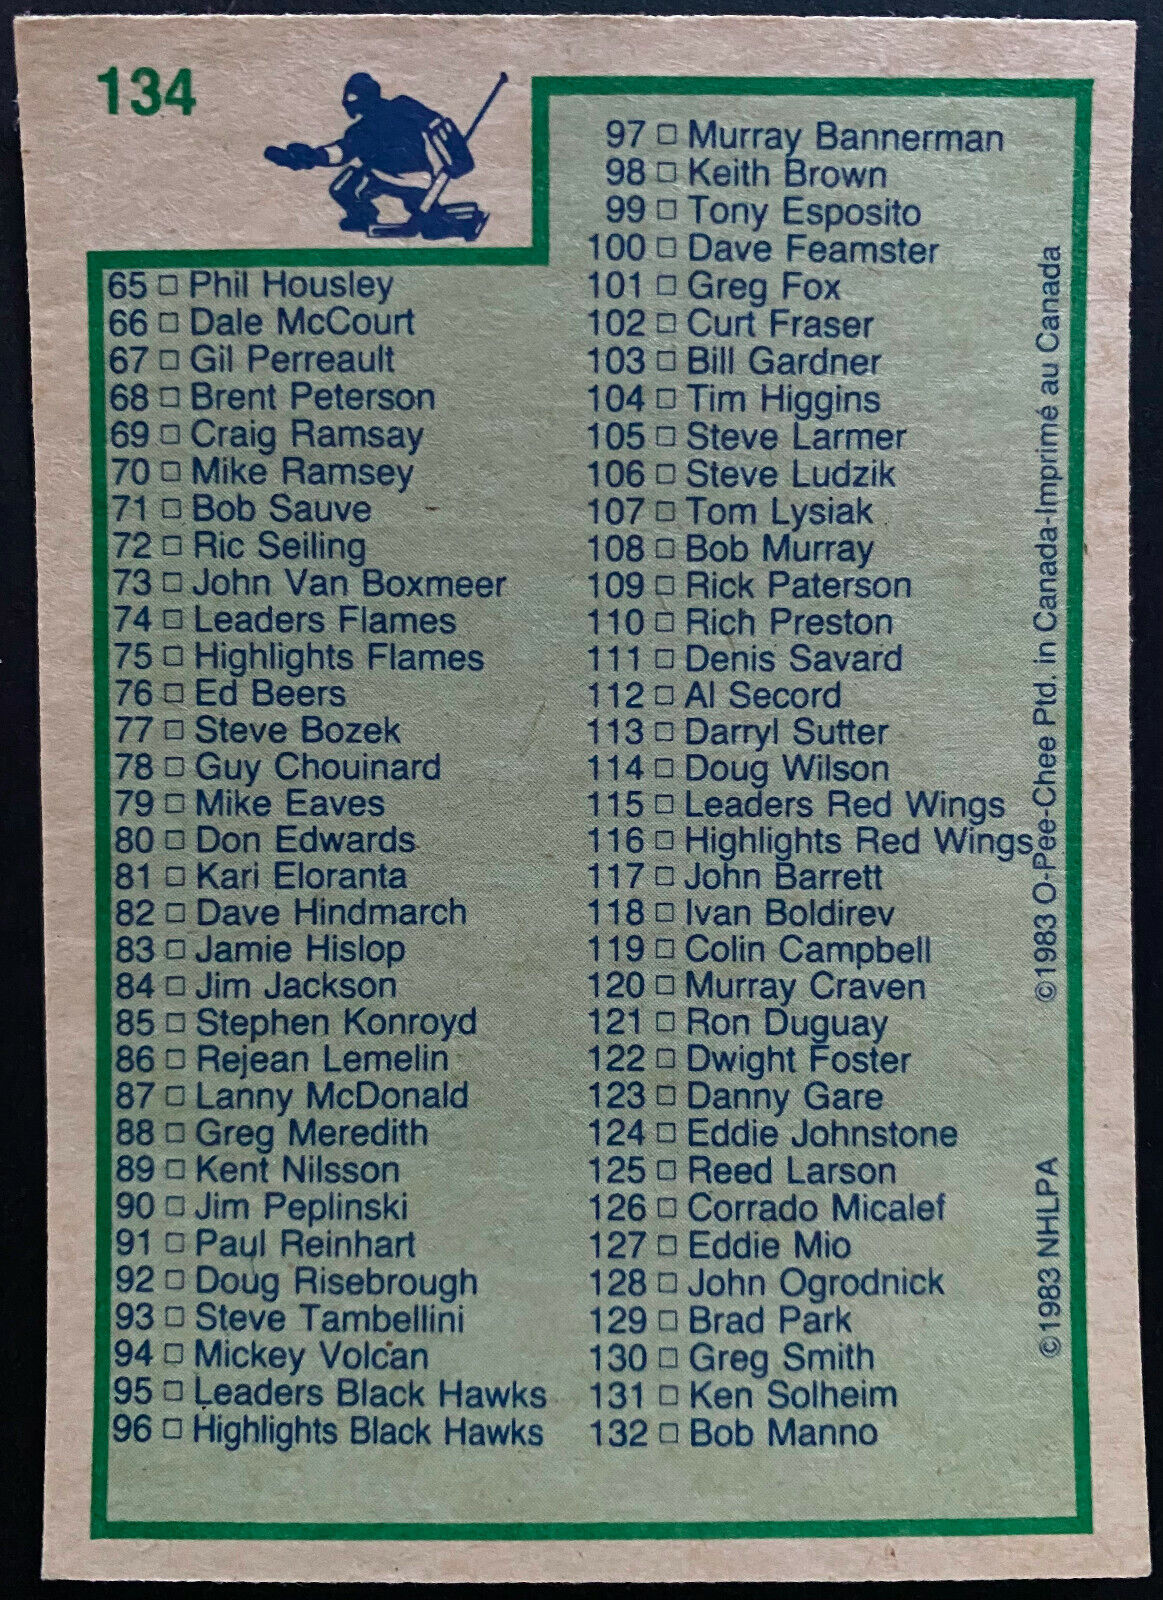 134
65 □ Phil Housley
66 □ Dale McCourt
67 □ Gil Perreault
68 □ Brent Peterson
69 □ Craig Ramsay
70 □ Mike Ramsey
71 □ Bob Sauve
72 □ Ric Seiling
73 □ John Van Boxmeer
74 □ Leaders Flames
75 □ Highlights Flames
76 □ Ed Beers
77 □ Steve Bozek
78 □ Guy Chouinard
79 □ Mike Eaves
80 □ Don Edwards
81 □ Kari Eloranta
82 □ Dave Hindmarch
83 □ Jamie Hislop
84 □ Jim Jackson
85 □ Stephen Konroyd
86 □ Rejean Lemelin
87 □ Lanny McDonald
88 □ Greg Meredith
89 □ Kent Nilsson
90 □ Jim Peplinski
91 □ Paul Reinhart
92 □ Doug Risebrough
93 □ Steve Tambellini
94 □ Mickey Volcan
95 □ Leaders Black Hawks
96 □ Highlights Black Hawks
97 □ Murray Bannerman
98 □ Keith Brown
99 □ Tony Esposito
100 □ Dave Feamster
101 □ Greg Fox
102 □ Curt Fraser
103 □ Bill Gardner
104 □ Tim Higgins
105 □ Steve Larmer
106 □ Steve Ludzik
107 □ Tom Lysiak
108 □ Bob Murray
109 □ Rick Paterson
110 □ Rich Preston
111 □ Denis Savard
112 □ Al Secord
113 □ Darryl Sutter
114 □ Doug Wilson
115 □ Leaders Red Wings
116 □ Highlights Red Wings
117 □ John Barrett
118 □ Ivan Boldirev
119 □ Colin Campbell
120 □ Murray Craven
121 □ Ron Duguay
122 □ Dwight Foster
123 □ Danny Gare
124 □ Eddie Johnstone
125 □ Reed Larson
126 □ Corrado Micalef
127 □ Eddie Mio
128 □ John Ogrodnick
129 □ Brad Park
130 □ Greg Smith
131 □ Ken Solheim
132 □ Bob Manno
©1983 NHLPA
©1983 O-Pee-Chee Ptd. in Canada-Imprimé au Canada